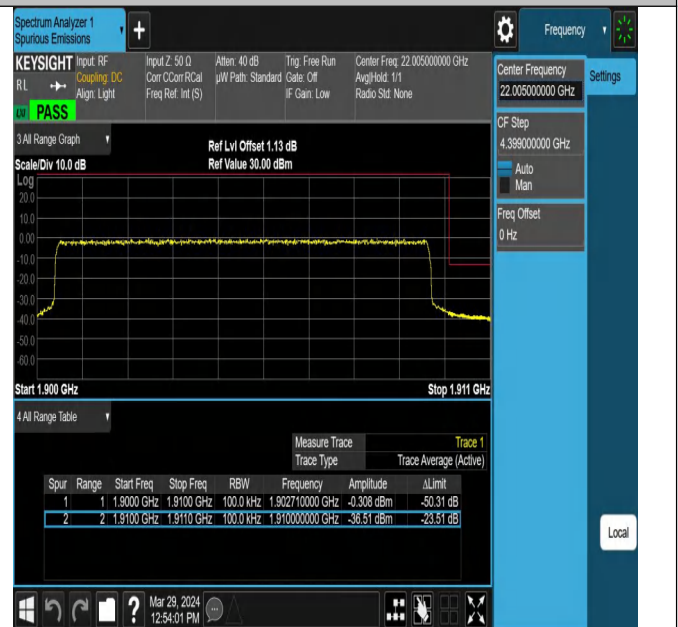 Spectrum Analyzer 1
Spurious Emissions
+
Frequency
KEYSIGHT
RL
Input: RF
Coupling: DC
Align: Light
Input Z: 50 Ω
Corr CCorr RCal
Freq Ref: Int (S)
Atten: 40 dB
µW Path: Standard
Trig: Free Run
Gate: Off
IF Gain: Low
Center Freq: 22.005000000 GHz
Avg|Hold: 1/1
Radio Std: None
PASS
Center Frequency
22.005000000 GHz
Settings
CF Step
4.399000000 GHz
Auto
Man
Freq Offset
0 Hz
3 All Range Graph
Ref Lvl Offset 1.13 dB
Scale/Div 10.0 dB
Ref Value 30.00 dBm
Log
20.0
10.0
0.00
-10.0
-20.0
-30.0
-40.0
-50.0
-60.0
Start 1.900 GHz
Stop 1.911 GHz
4 All Range Table
Measure Trace Trace 1
Trace Type Trace Average (Active)
Spur Range Start Freq Stop Freq RBW Frequency Amplitude ΔLimit
1 1 1.9000 GHz 1.9100 GHz 100.0 kHz 1.902710000 GHz -0.308 dBm -50.31 dB
2 2 1.9100 GHz 1.9110 GHz 100.0 kHz 1.910000000 GHz -36.51 dBm -23.51 dB
Local
?
Mar 29, 2024
12:54:01 PM